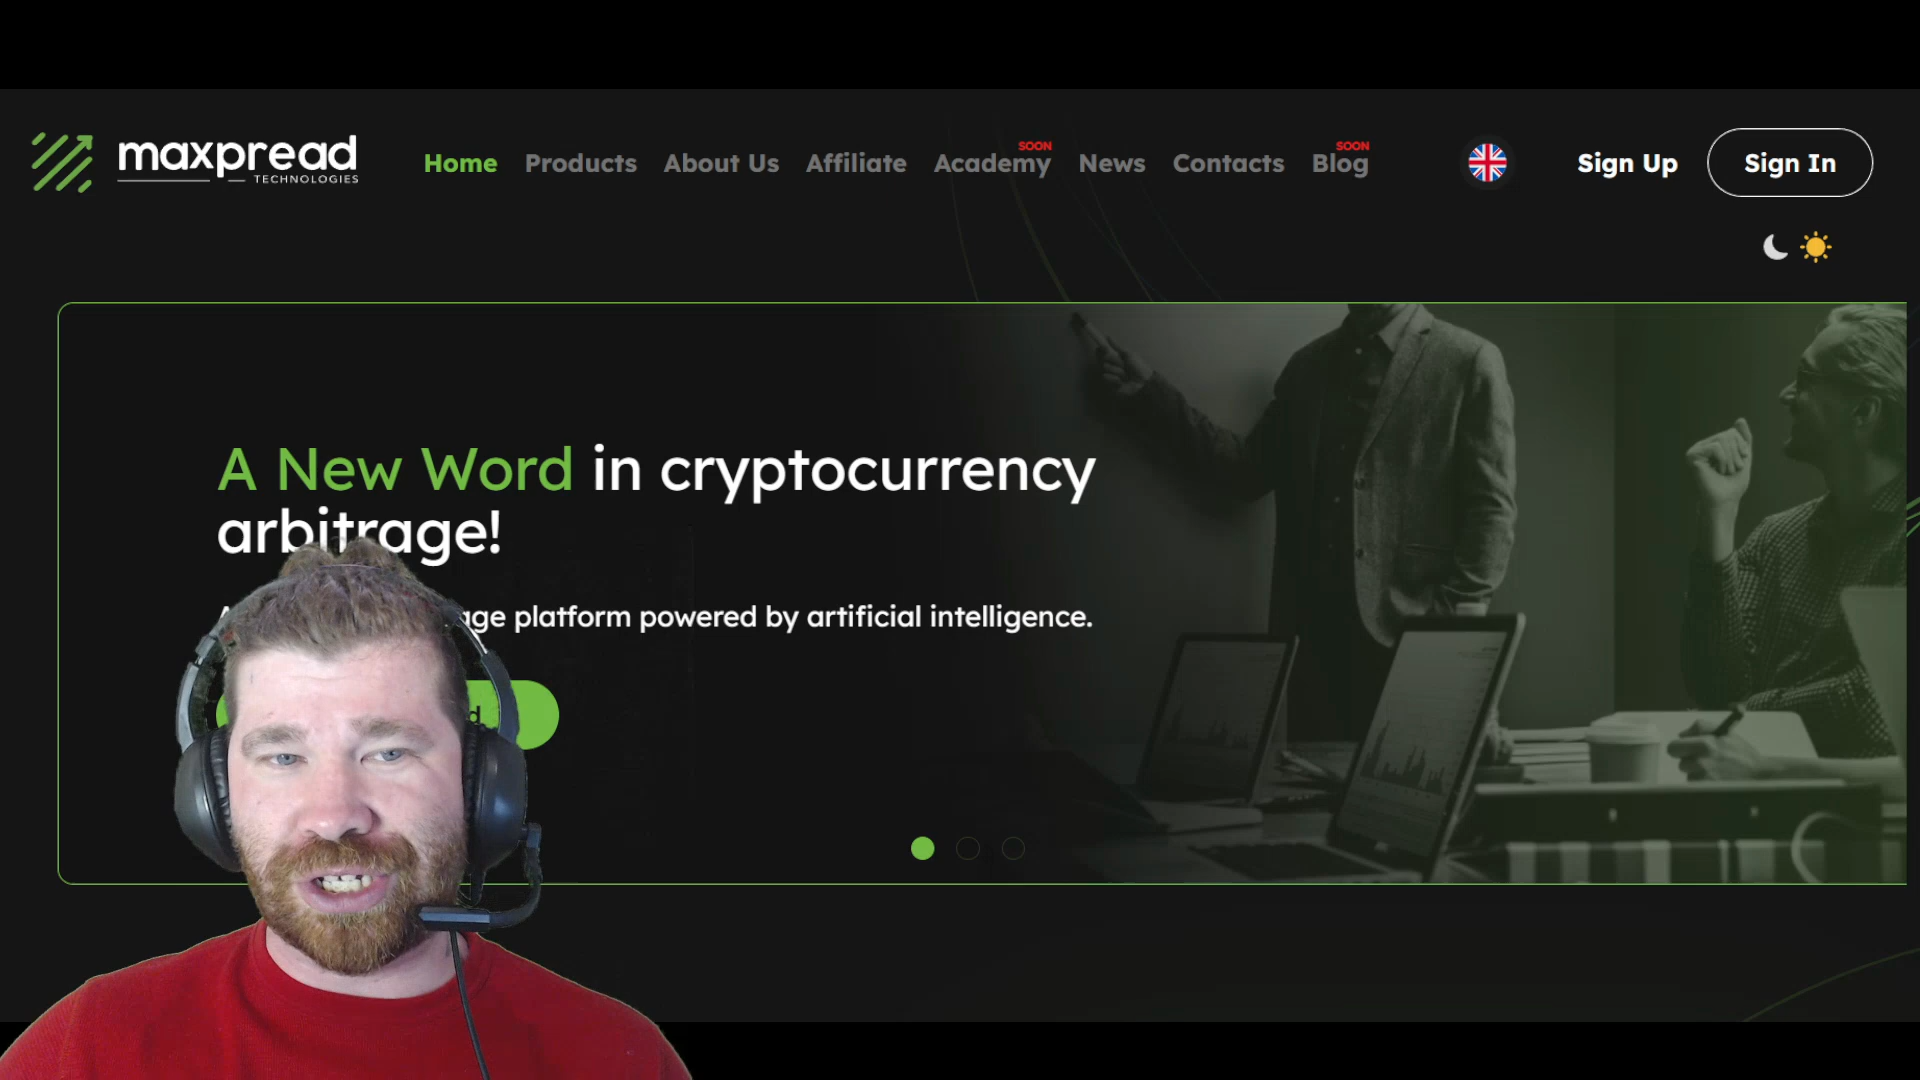 maxpread
TECHNOLOGIES
Home Products About Us Affiliate Academy SOON News Contacts Blog SOON
Sign Up Sign In
A New Word in cryptocurrency
arbitrage!
platform powered by artificial intelligence.